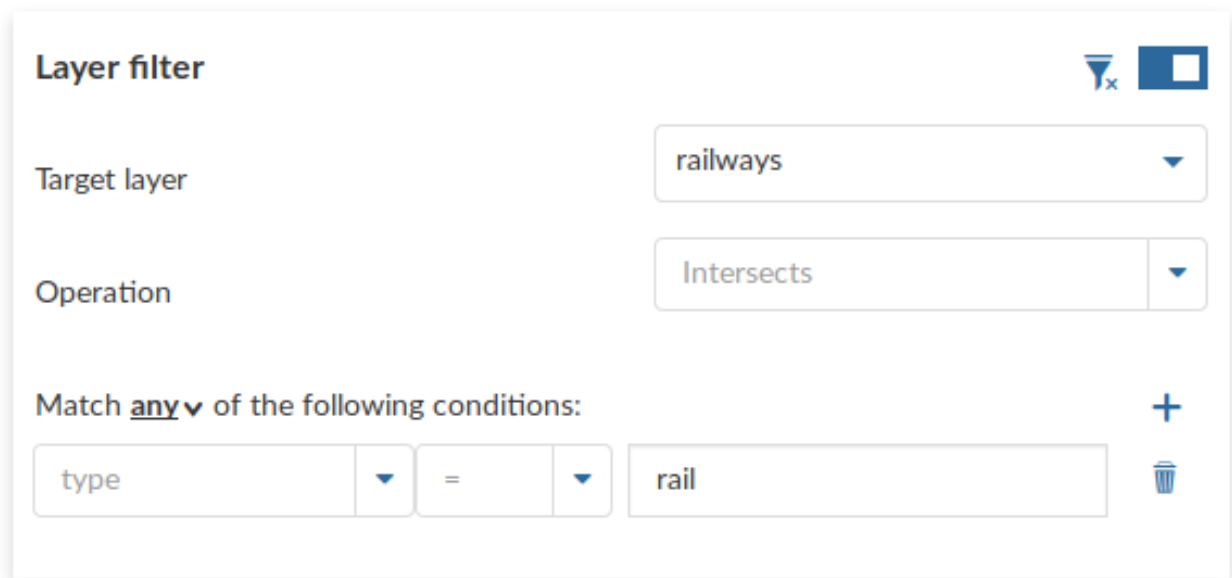 Layer filter
Target layer
railways
Operation
Intersects
Match any of the following conditions:
type = rail